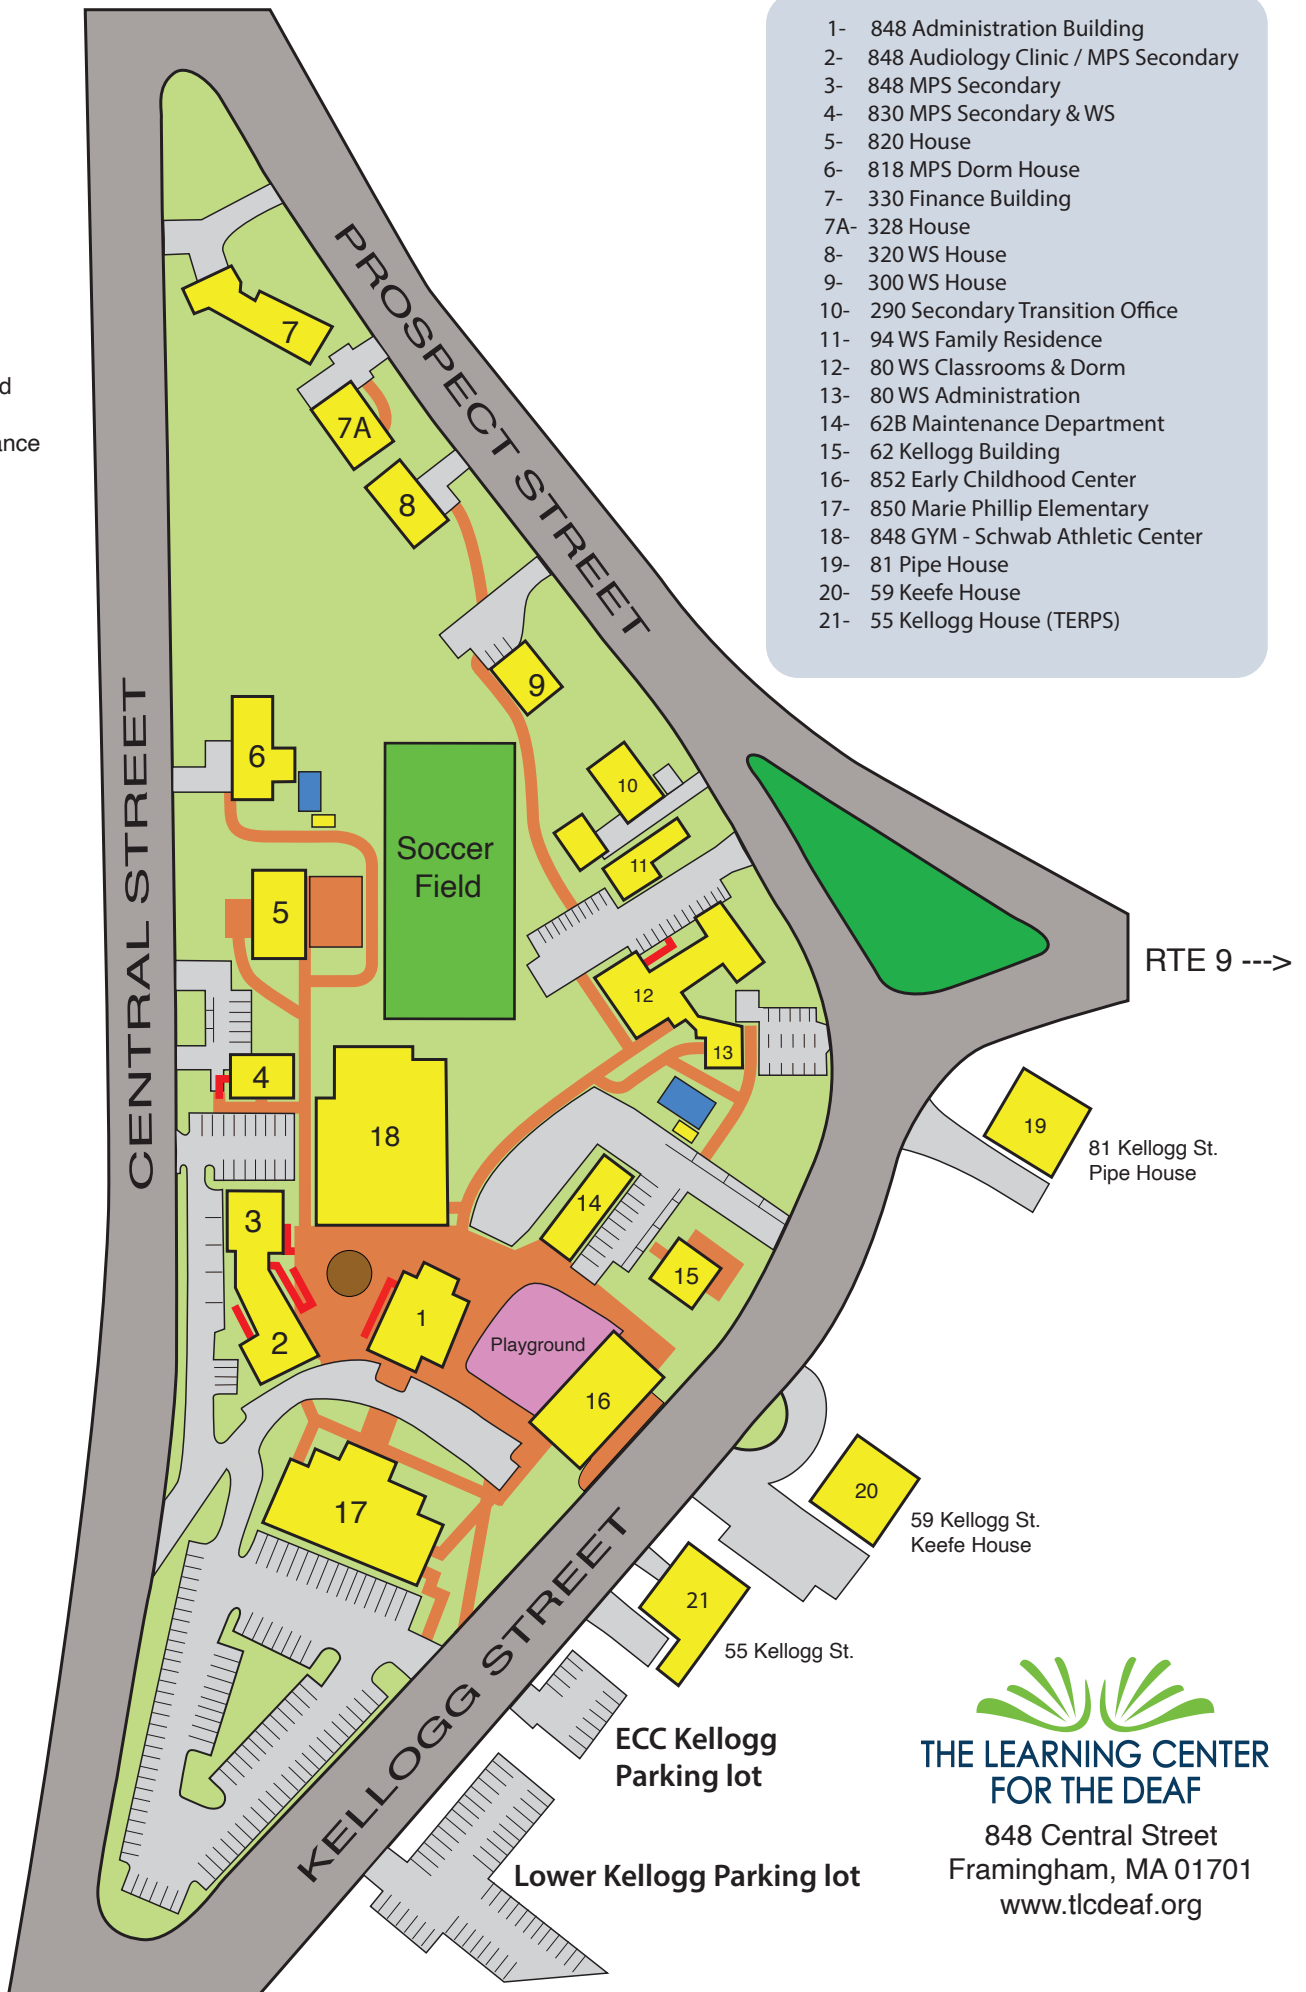 1- 848 Administration Building
2- 848 Audiology Clinic / MPS Secondary
3- 848 MPS Secondary
4- 830 MPS Secondary & WS
5- 820 House
6- 818 MPS Dorm House
7- 330 Finance Building
7A- 328 House
8- 320 WS House
9- 300 WS House
10- 290 Secondary Transition Office
11- 94 WS Family Residence
12- 80 WS Classrooms & Dorm
13- 80 WS Administration
14- 62B Maintenance Department
15- 62 Kellogg Building
16- 852 Early Childhood Center
17- 850 Marie Phillip Elementary
18- 848 GYM - Schwab Athletic Center
19- 81 Pipe House
20- 59 Keefe House
21- 55 Kellogg House (TERPS)
PROSPECT STREET
7
d
7A
ance
8
9
CENTRAL STREET
6
10
Soccer
Field
11
5
RTE 9 --->
12
13
4
18
19
81 Kellogg St.
Pipe House
14
3
15
1
2
Playground
16
20
17
59 Kellogg St.
Keefe House
KELLOGG STREET
21
55 Kellogg St.
ECC Kellogg
Parking lot
Lower Kellogg Parking lot
THE LEARNING CENTER
FOR THE DEAF
848 Central Street
Framingham, MA 01701
www.tlcdeaf.org